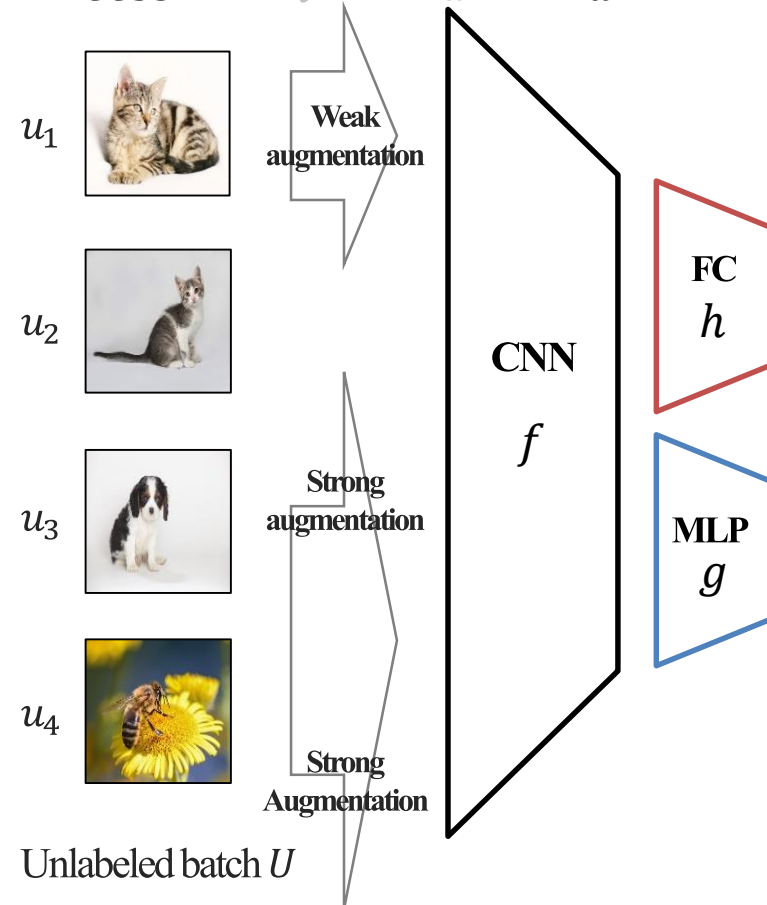 u1
Weak
augmentation
FC
h
u2
CNN
f
Strong
augmentation
u3
MLP
g
u4
Strong
Augmentation
Unlabeled batch U